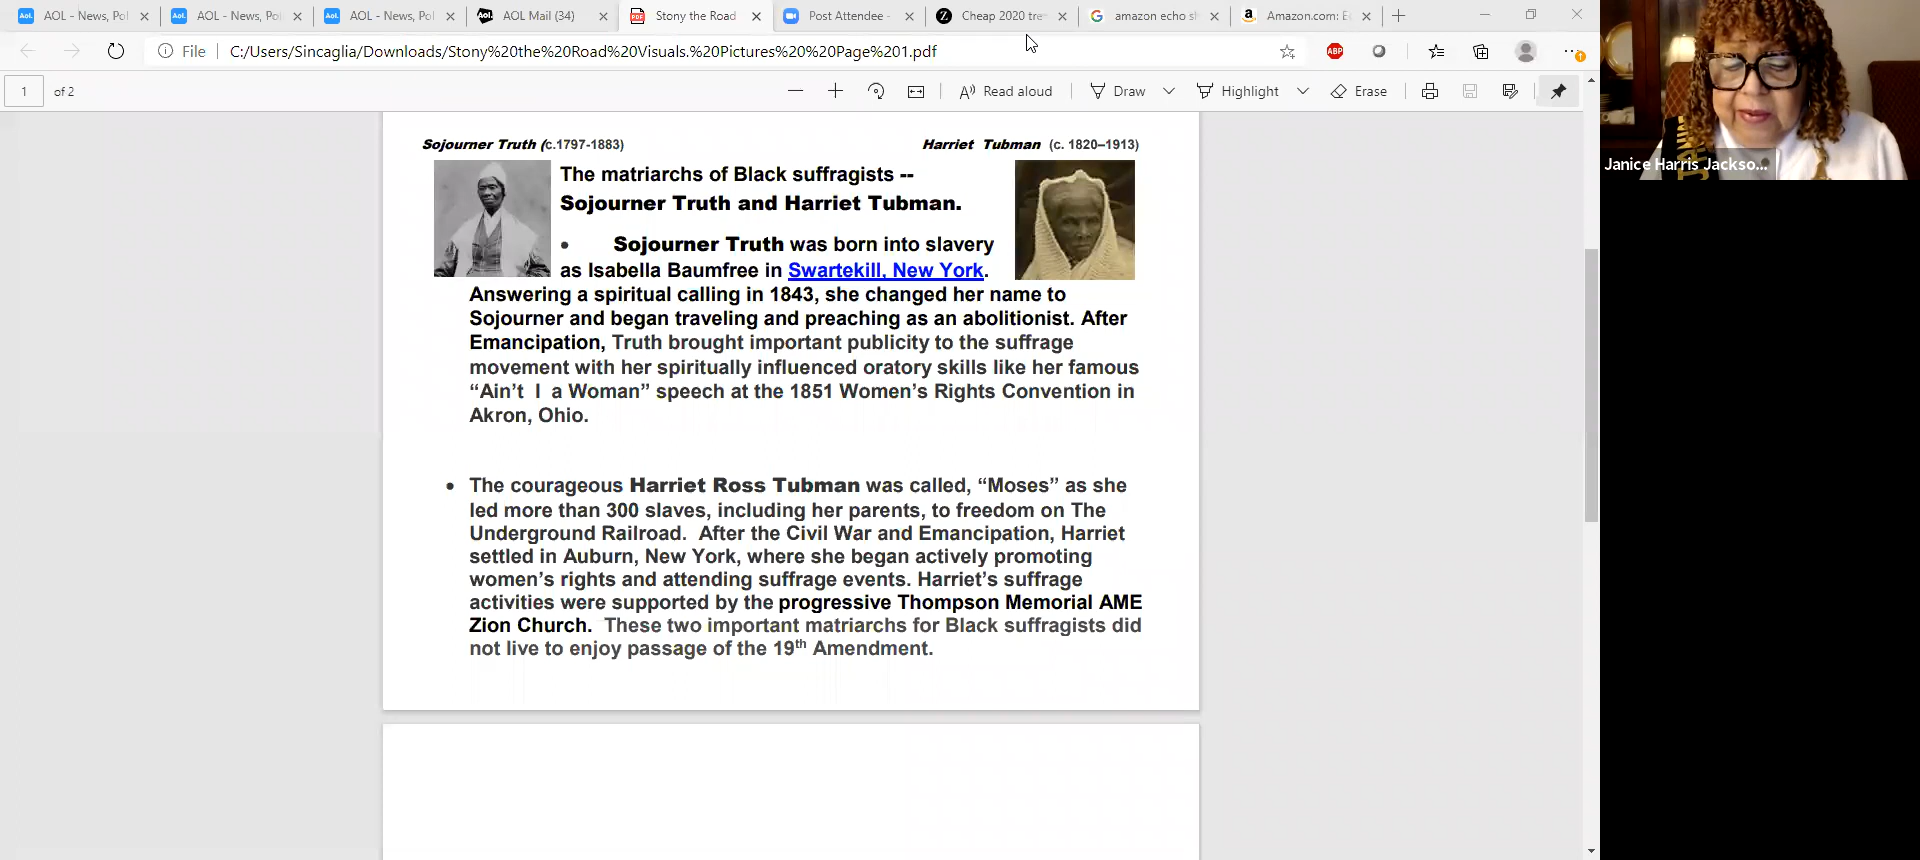 AOL - News, Pol
AOL - News, Pol
AOL - News, Pol
Aol.
AOL Mail (34)
PDF
Stony the Road
Post Attendee -
Z
Cheap 2020 tre
G
amazon echo sh
a
Amazon.com: E
File
C:/Users/Sincaglia/Downloads/Stony%20the%20Road%20Visuals.%20Pictures%20%20Page%201.pdf
ABP
1
of 2
Read aloud
Draw
Highlight
Erase
Janice Harris Jackso...
Sojourner Truth (c.1797-1883)
Harriet Tubman (c. 1820–1913)
The matriarchs of Black suffragists --
Sojourner Truth and Harriet Tubman.
• Sojourner Truth was born into slavery
as Isabella Baumfree in Swartekill, New York.
Answering a spiritual calling in 1843, she changed her name to
Sojourner and began traveling and preaching as an abolitionist. After
Emancipation, Truth brought important publicity to the suffrage
movement with her spiritually influenced oratory skills like her famous
“Ain’t I a Woman” speech at the 1851 Women’s Rights Convention in
Akron, Ohio.
• The courageous Harriet Ross Tubman was called, “Moses” as she
led more than 300 slaves, including her parents, to freedom on The
Underground Railroad. After the Civil War and Emancipation, Harriet
settled in Auburn, New York, where she began actively promoting
women’s rights and attending suffrage events. Harriet’s suffrage
activities were supported by the progressive Thompson Memorial AME
Zion Church. These two important matriarchs for Black suffragists did
not live to enjoy passage of the 19th Amendment.